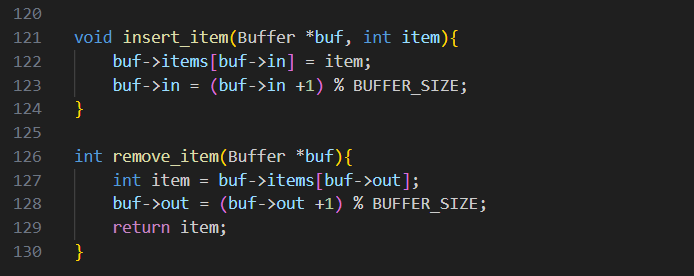 120
121 void insert_item(Buffer *buf, int item){
122     buf->items[buf->in] = item;
123     buf->in = (buf->in +1) % BUFFER_SIZE;
124 }
125
126 int remove_item(Buffer *buf){
127     int item = buf->items[buf->out];
128     buf->out = (buf->out +1) % BUFFER_SIZE;
129     return item;
130 }